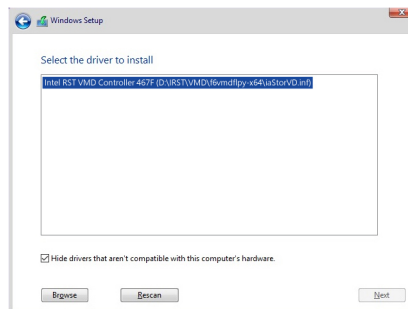 Windows Setup
Select the driver to install
Intel RST VMD Controller 467F (D:\IRST\VMD\f6vmdflpy-x64\iaStorVD.inf)
Hide drivers that aren't compatible with this computer's hardware.
Browse
Rescan
Next